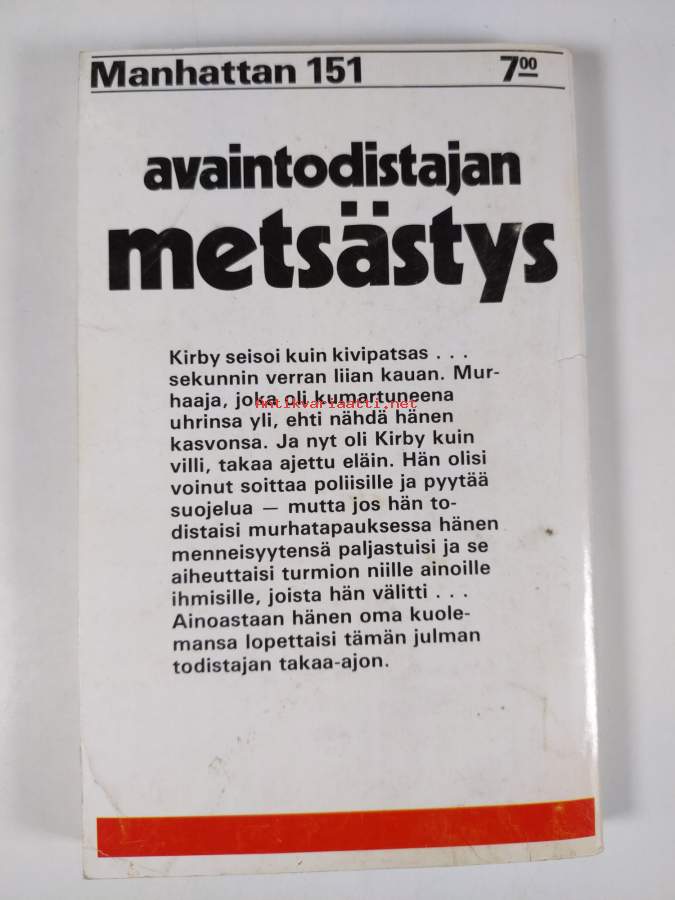 Manhattan 151 700
avaintodistajan
metsästys
Kirby seisoi kuin kivipatsas . . .
sekunnin verran liian kauan. Mur-
haaja, joka oli kumartuneena
antikvariaatti.net
uhrinsa yli, ehti nähdä hänen
kasvonsa. Ja nyt oli Kirby kuin
villi, takaa ajettu eläin. Hän olisi
voinut soittaa poliisille ja pyytää
suojelua — mutta jos hän to-
distaisi murhatapauksessa hänen
menneisyytensä paljastuisi ja se
aiheuttaisi turmion niille ainoille
ihmisille, joista hän välitti . . .
Ainoastaan hänen oma kuole-
mansa lopettaisi tämän julman
todistajan takaa-ajon.